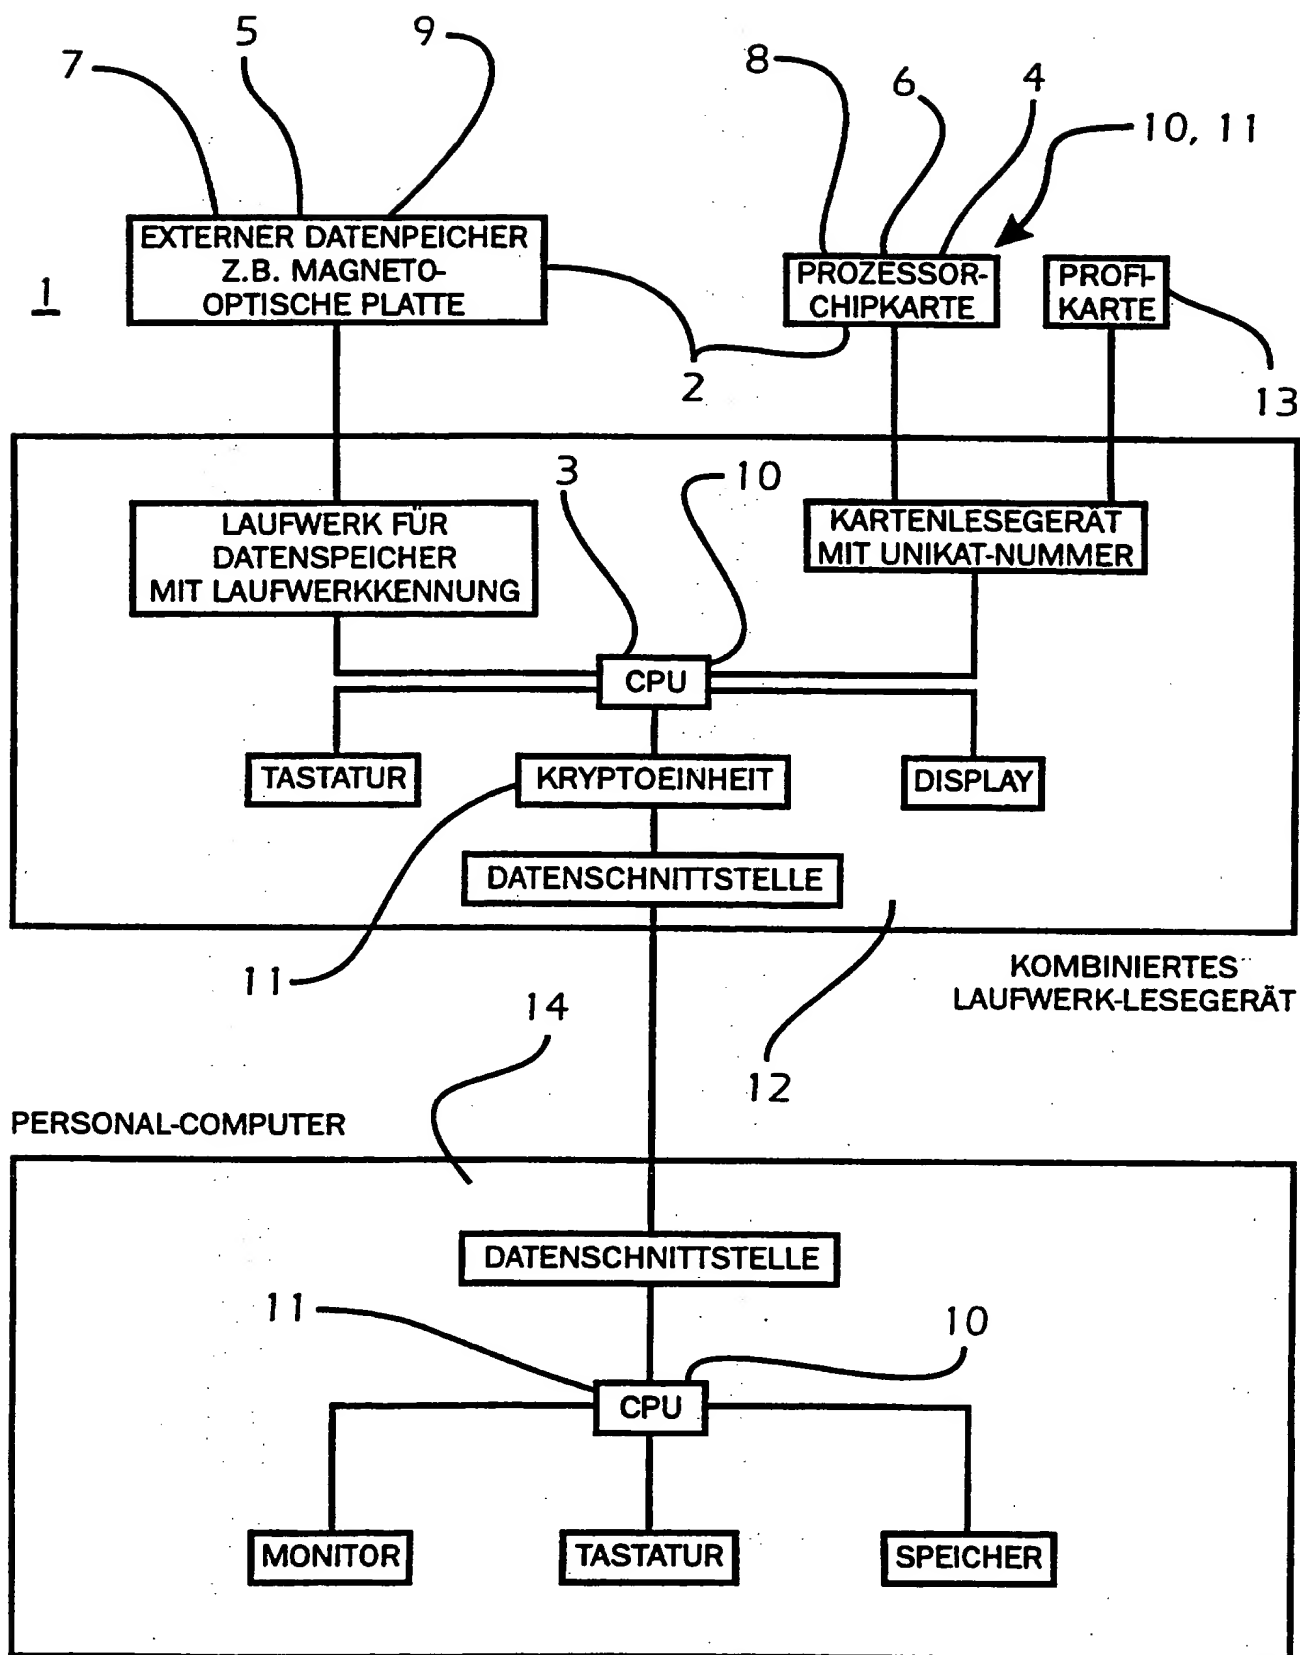 7
5
9
8
6
4
10, 11
EXTERNER DATENPEICHER
Z.B. MAGNETO-
OPTISCHE PLATTE
PROZESSOR-
CHIPKARTE
PROFI-
KARTE
1
2
13
3
10
LAUFWERK FÜR
DATENSPEICHER
MIT LAUFWERKKENNUNG
KARTENLESEGERÄT
MIT UNIKAT-NUMMER
CPU
TASTATUR
KRYPTOEINHEIT
DISPLAY
DATENSCHNITTSTELLE
11
KOMBINIERTES
LAUFWERK-LESEGERÄT
14
12
PERSONAL-COMPUTER
DATENSCHNITTSTELLE
11
10
CPU
MONITOR
TASTATUR
SPEICHER